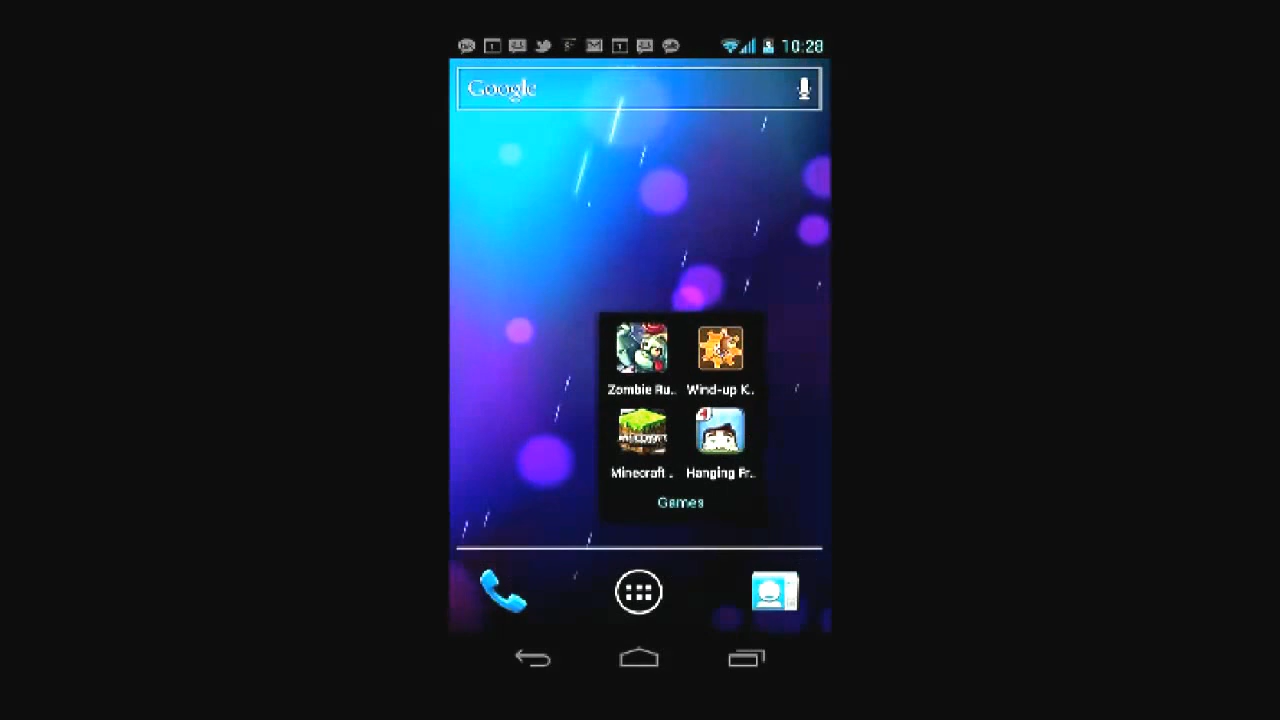 10:28
Google
Zombie Ru..
Wind-up K..
Minecraft .
Hanging Fr..
Games